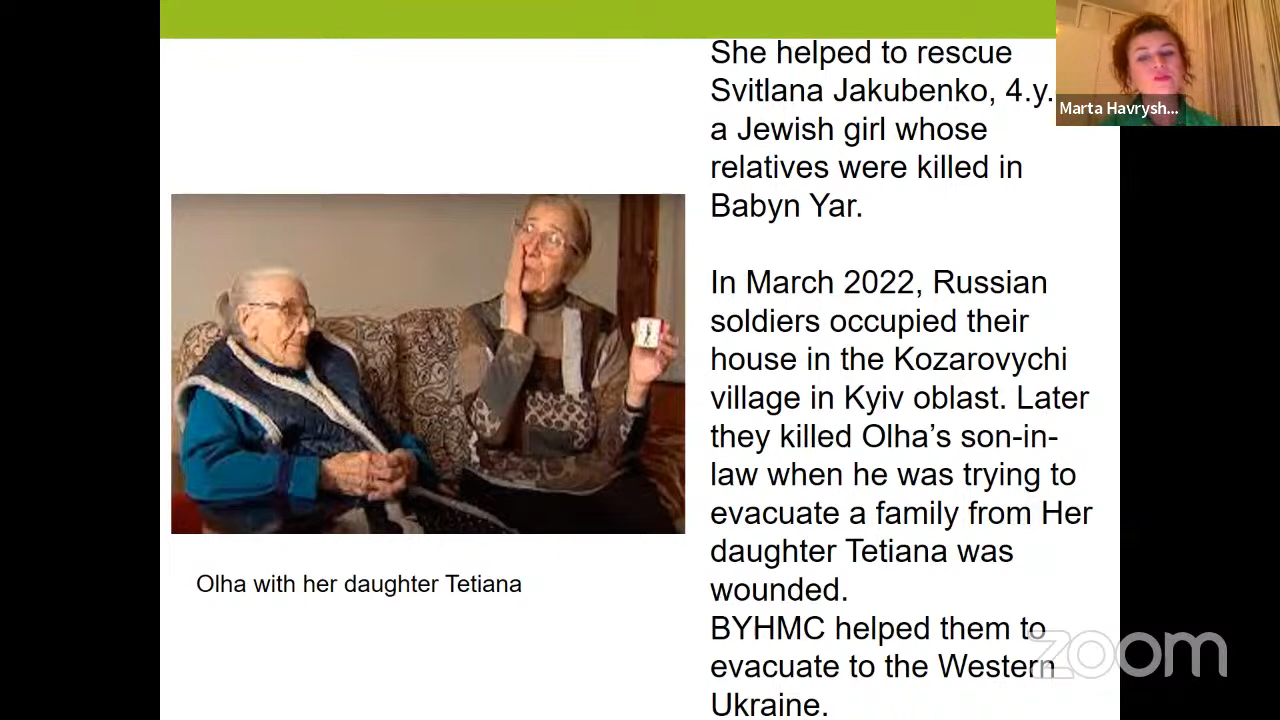 She helped to rescue
Svitlana Jakubenko, 4.y.
a Jewish girl whose
relatives were killed in
Babyn Yar.
Marta Havrysh...
In March 2022, Russian
soldiers occupied their
house in the Kozarovychi
village in Kyiv oblast. Later
they killed Olha’s son-in-
law when he was trying to
evacuate a family from Her
daughter Tetiana was
wounded.
BYHMC helped them to
evacuate to the Western
Ukraine.
Olha with her daughter Tetiana
zoom